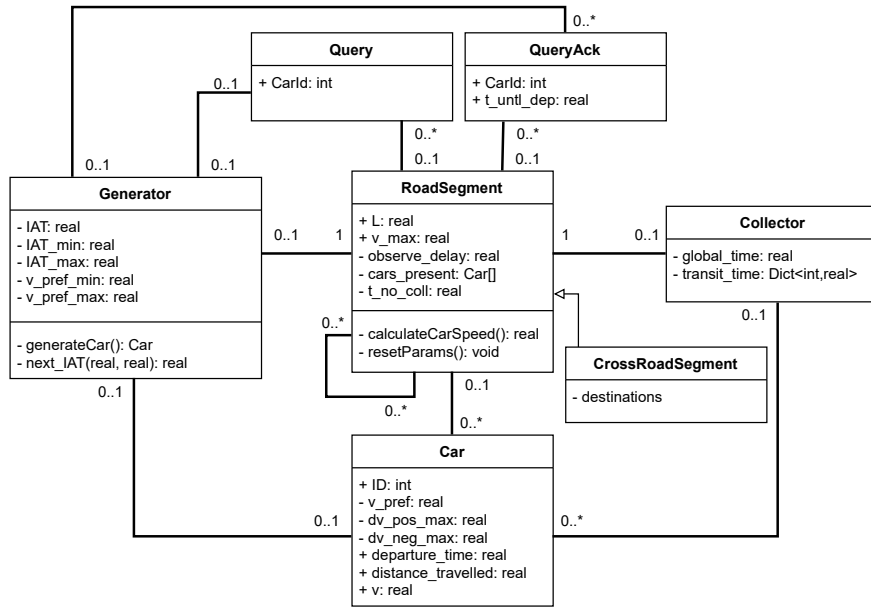 0..*
Query
+ CarId: int
QueryAck
+ CarId: int
+ t_untl_dep: real
0..1
0..*
0..*
0..1
0..1
0..1
0..1
Generator
- IAT: real
- IAT_min: real
- IAT_max: real
- v_pref_min: real
- v_pref_max: real
- generateCar(): Car
- next_IAT(real, real): real
0..1
1
RoadSegment
+ L: real
+ v_max: real
- observe_delay: real
- cars_present: Car[]
- t_no_coll: real
- calculateCarSpeed(): real
- resetParams(): void
1
0..1
Collector
- global_time: real
- transit_time: Dict<int,real>
0..1
0..*
0..*
CrossRoadSegment
- destinations
0..1
0..1
0..*
Car
+ ID: int
- v_pref: real
- dv_pos_max: real
- dv_neg_max: real
+ departure_time: real
+ distance_travelled: real
+ v: real
0..1
0..*